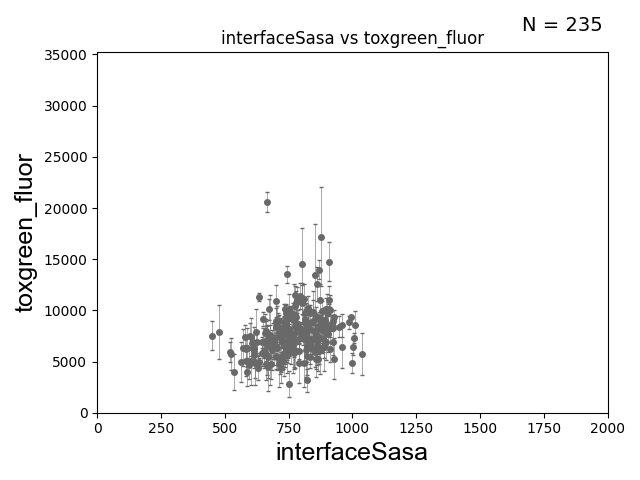 N = 235
interfaceSasa vs toxgreen_fluor
35000
30000
25000
20000
15000
10000
5000
0
toxgreen_fluor
0 250 500 750 1000 1250 1500 1750 2000
interfaceSasa